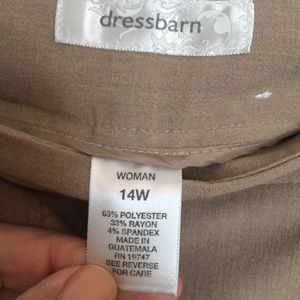 dressbarn
WOMAN
14W
63% POLYESTER
33% RAYON
4% SPANDEX
MADE IN
GUATEMALA
RN 19747
SEE REVERSE
FOR CARE